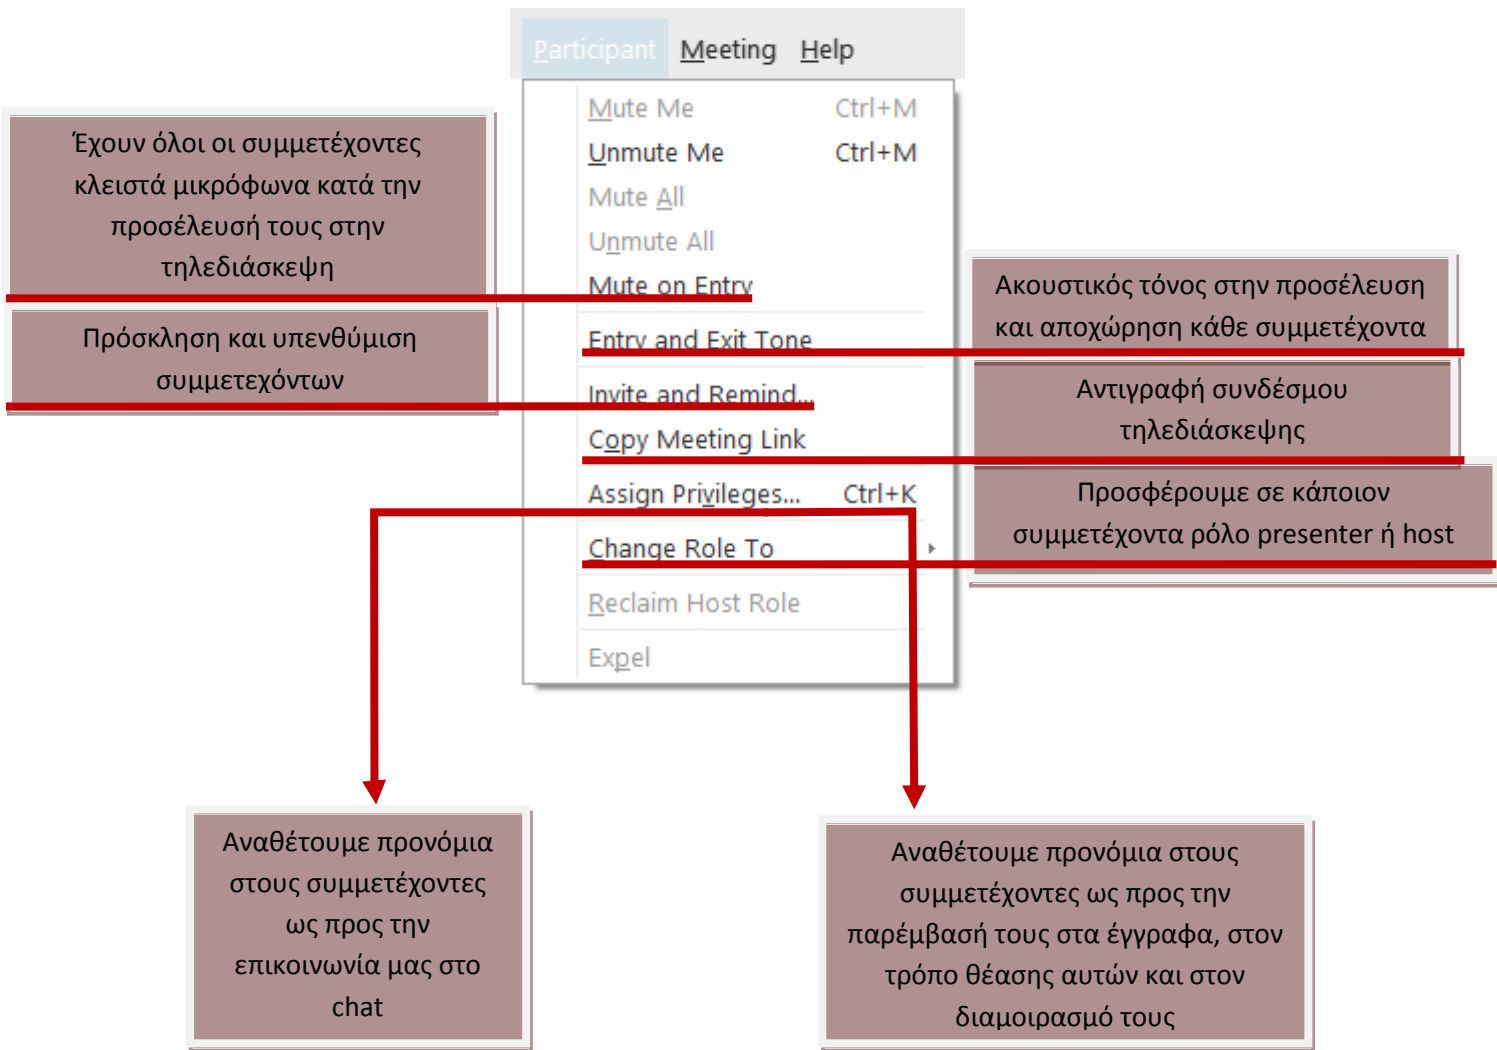 Participant Meeting Help
Mute Me Ctrl+M
Unmute Me Ctrl+M
Mute All
Unmute All
Mute on Entry
Entry and Exit Tone
Invite and Remind...
Copy Meeting Link
Assign Privileges... Ctrl+K
Change Role To
Reclaim Host Role
Expel
Έχουν όλοι οι συμμετέχοντες
κλειστά μικρόφωνα κατά την
προσέλευσή τους στην
τηλεδιάσκεψη
Πρόσκληση και υπενθύμιση
συμμετεχόντων
Ακουστικός τόνος στην προσέλευση
και αποχώρηση κάθε συμμετέχοντα
Αντιγραφή συνδέσμου
τηλεδιάσκεψης
Προσφέρουμε σε κάποιον
συμμετέχοντα ρόλο presenter ή host
Αναθέτουμε προνόμια
στους συμμετέχοντες
ως προς την
επικοινωνία μας στο
chat
Αναθέτουμε προνόμια στους
συμμετέχοντες ως προς την
παρέμβασή τους στα έγγραφα, στον
τρόπο θέασης αυτών και στον
διαμοιρασμό τους